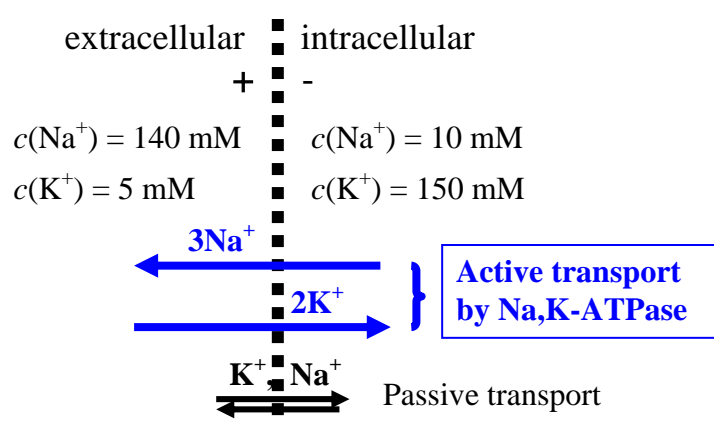 extracellular intracellular
+ -
c(Na⁺) = 140 mM c(Na⁺) = 10 mM
c(K⁺) = 5 mM c(K⁺) = 150 mM
3Na⁺
Active transport
2K⁺ by Na,K-ATPase
K⁺, Na⁺
Passive transport